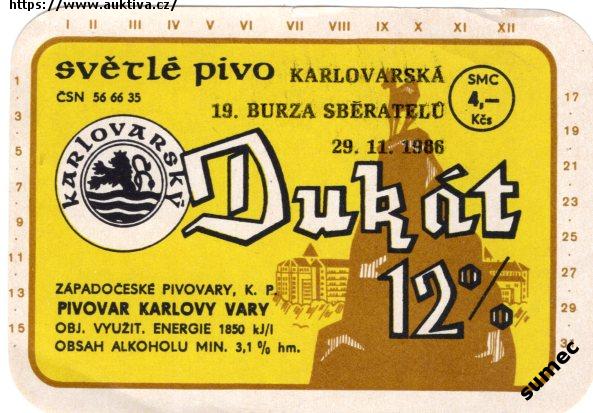 https://www.auktiva.cz/
I II III IV V VI VII VIII IX X XI XII
světlé pivo
ČSN 56 66 35
KARLOVARSKÁ
19. BURZA SBĚRATELŮ
29. 11. 1986
SMC
4,—
Kčs
KARLOVARSKÝ
Dukát
12%
ZÁPADOČESKÉ PIVOVARY, K. P.
PIVOVAR KARLOVY VARY
OBJ. VYUŽIT. ENERGIE 1850 kJ/l
OBSAH ALKOHOLU MIN. 3,1 % hm.
1
3
5
7
9
11
13
15
17
19
21
23
25
27
29
31
sumec